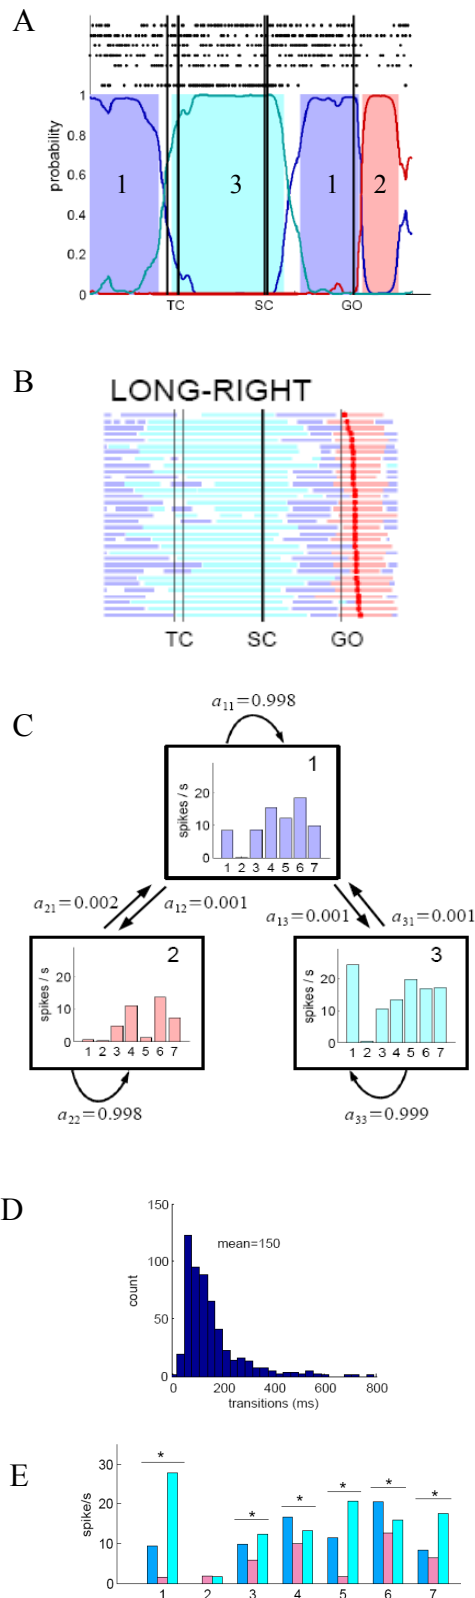 A
probability
1
0.8
0.6
0.4
0.2
0
1 3 1 2
TC SC GO
B
LONG-RIGHT
TC SC GO
C
a₁₁=0.998
1
spikes / s
20
10
0
1 2 3 4 5 6 7
a₂₁=0.002 a₁₂=0.001 a₁₃=0.001 a₃₁=0.001
2
spikes / s
20
10
0
1 2 3 4 5 6 7
3
spikes / s
20
10
0
1 2 3 4 5 6 7
a₂₂=0.998 a₃₃=0.999
D
150
100
50
0
count
mean=150
0 200 400 600 800
transitions (ms)
E
spike/s
30
20
10
0
* * * * * *
1 2 3 4 5 6 7